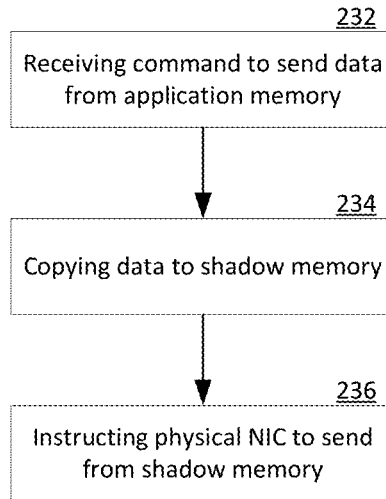 232
Receiving command to send data
from application memory
234
Copying data to shadow memory
236
Instructing physical NIC to send
from shadow memory